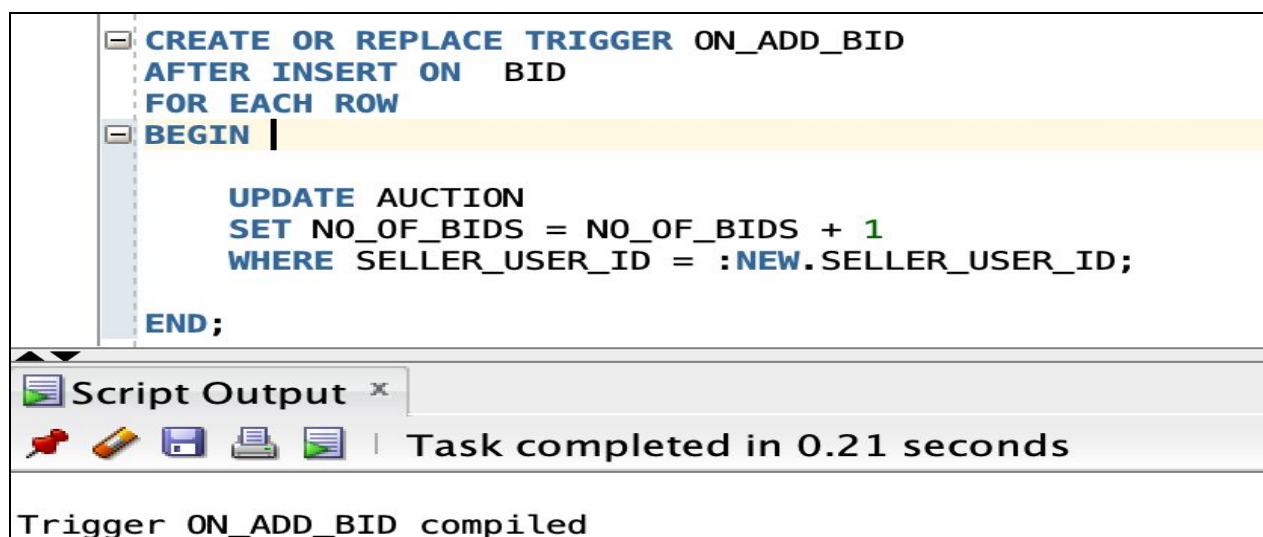 CREATE OR REPLACE TRIGGER ON_ADD_BID
AFTER INSERT ON  BID
FOR EACH ROW
BEGIN
UPDATE AUCTION
SET NO_OF_BIDS = NO_OF_BIDS + 1
WHERE SELLER_USER_ID = :NEW.SELLER_USER_ID;
END;
Script Output
Task completed in 0.21 seconds
Trigger ON_ADD_BID compiled